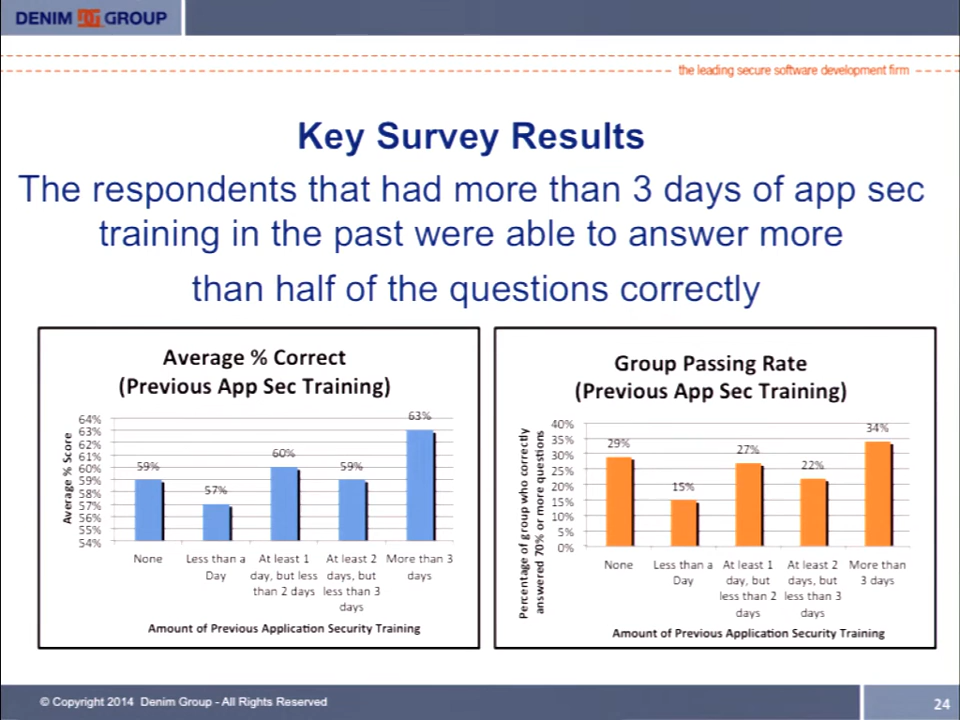 DENIM GROUP
the leading secure software development firm
Key Survey Results
The respondents that had more than 3 days of app sec
training in the past were able to answer more
than half of the questions correctly
Average % Correct
(Previous App Sec Training)
Average % Score
64%
63%
62%
61%
60%
59%
58%
57%
56%
55%
54%
59%
57%
60%
59%
63%
None
Less than a
Day
At least 1
day, but less
than 2 days
At least 2
days, but
less than 3
days
More than 3
days
Amount of Previous Application Security Training
Group Passing Rate
(Previous App Sec Training)
Percentage of group who correctly
answered 70% or more questions
40%
35%
30%
25%
20%
15%
10%
5%
0%
29%
15%
27%
22%
34%
None
Less than a
Day
At least 1
day, but
less than 2
days
At least 2
days, but
less than 3
days
More than
3 days
Amount of Previous Application Security Training
© Copyright 2014 Denim Group - All Rights Reserved
24